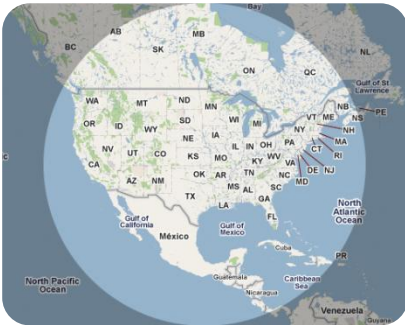 Bay
AB
MB
BC
SK
NL
ON
QC
Gulf of St
Lawrence
NB
PE
WA
MT
ND
MN
VT
ME
NS
OR
ID
SD
WI
MI
NY
NH
WY
IA
MA
NV
UT
CO
NE
IL
IN
OH
PA
CT
RI
CA
KS
MO
KY
WV
VA
DE
NJ
MD
AZ
NM
OK
AR
TN
NC
MS
AL
SC
GA
TX
LA
FL
North
Atlantic
Ocean
Gulf of
California
Gulf of
Mexico
México
Cuba
PR
North Pacific
Ocean
Guatemala
Caribbean
Sea
Nicaragua
Venezuela
Guyana
ic